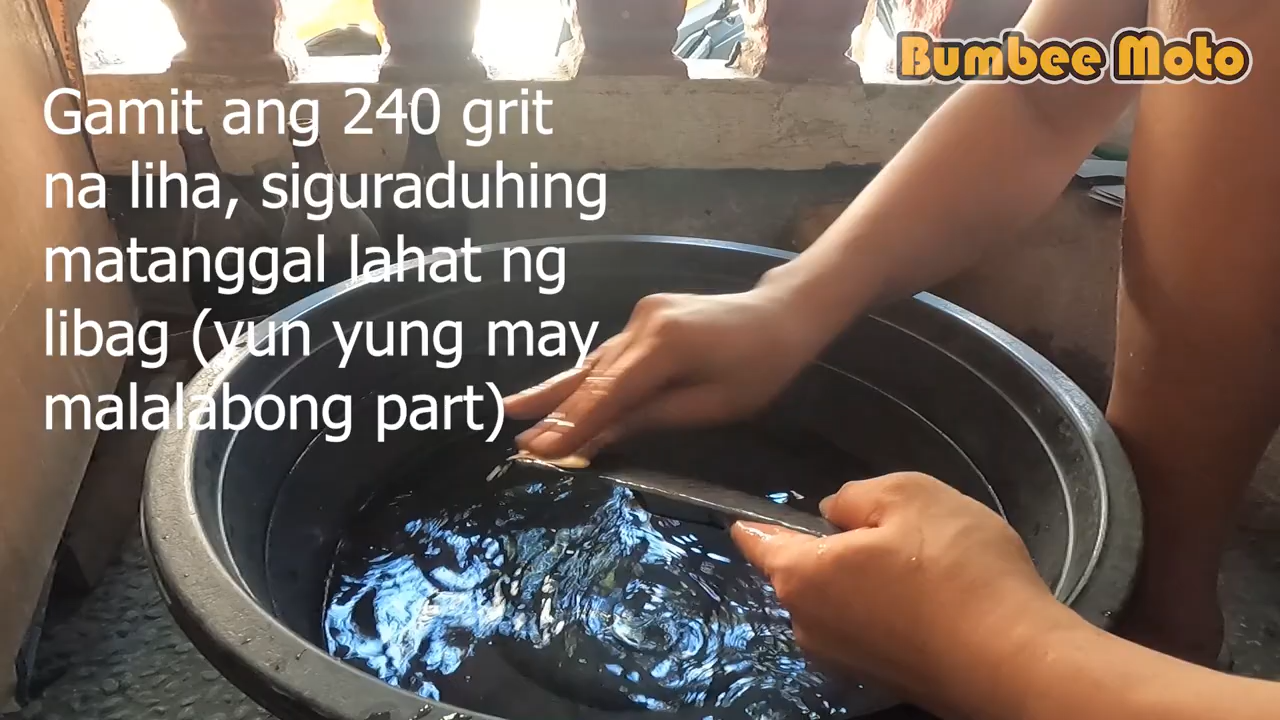 Bumbee Moto
Gamit ang 240 grit
na liha, siguraduhing
matanggal lahat ng
libag (yun yung may
malalabong part)